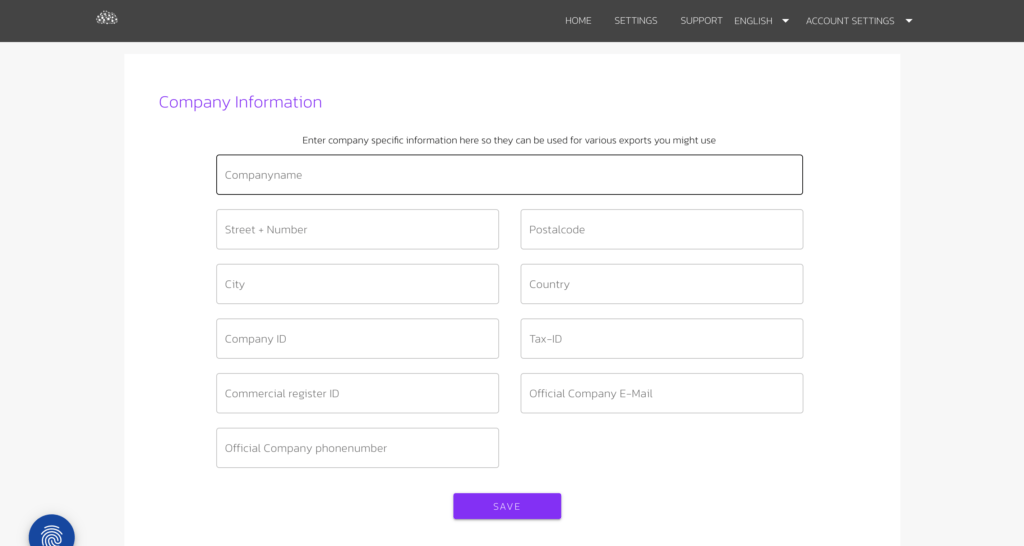 HOME SETTINGS SUPPORT ENGLISH ACCOUNT SETTINGS
Company Information
Enter company specific information here so they can be used for various exports you might use
Companyname
Street + Number Postalcode
City Country
Company ID Tax-ID
Commercial register ID Official Company E-Mail
Official Company phonenumber
SAVE